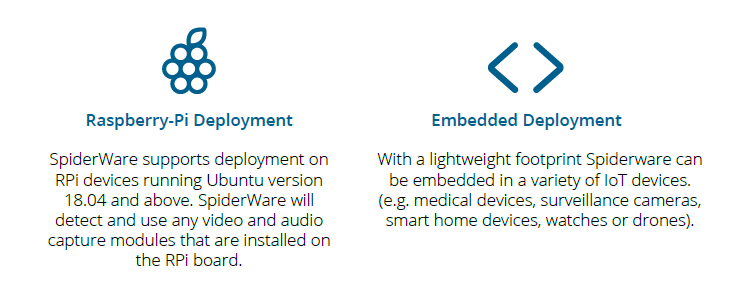 Raspberry-Pi Deployment
SpiderWare supports deployment on
RPi devices running Ubuntu version
18.04 and above. SpiderWare will
detect and use any video and audio
capture modules that are installed on
the RPi board.
Embedded Deployment
With a lightweight footprint Spiderware can
be embedded in a variety of IoT devices.
(e.g. medical devices, surveillance cameras,
smart home devices, watches or drones).